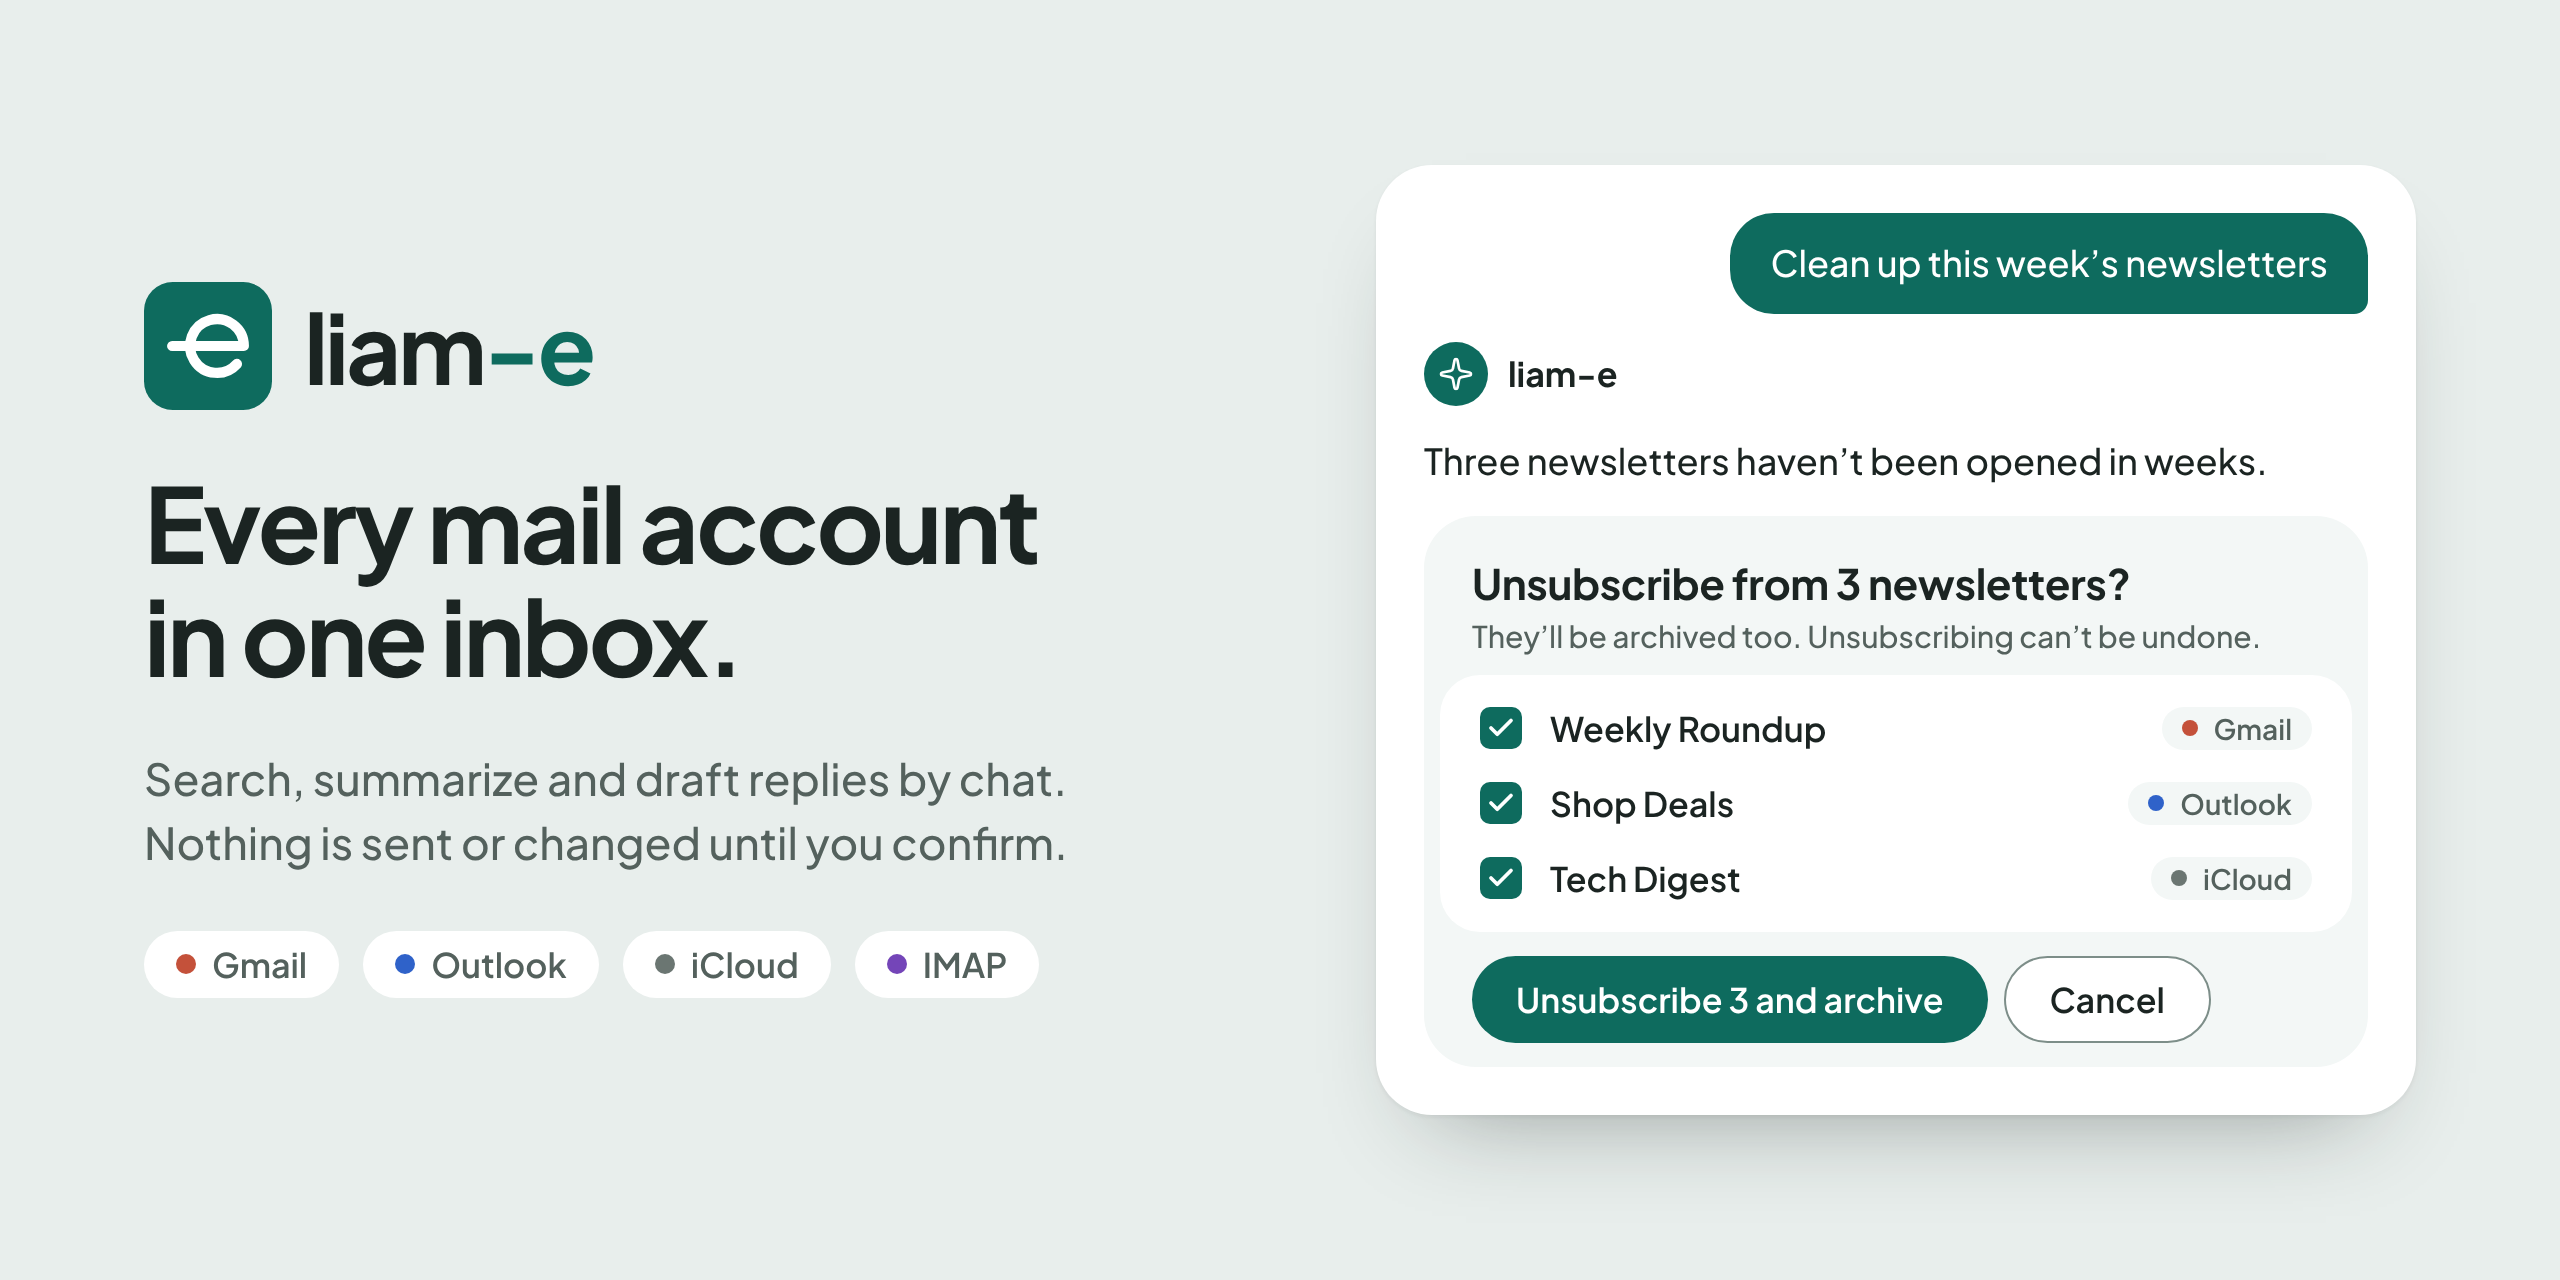 e
liam-e
Every mail account
in one inbox.
Search, summarize and draft replies by chat.
Nothing is sent or changed until you confirm.
Gmail
Outlook
iCloud
IMAP
Clean up this week’s newsletters
liam-e
Three newsletters haven’t been opened in weeks.
Unsubscribe from 3 newsletters?
They’ll be archived too. Unsubscribing can’t be undone.
Weekly Roundup Gmail
Shop Deals Outlook
Tech Digest iCloud
Unsubscribe 3 and archive
Cancel